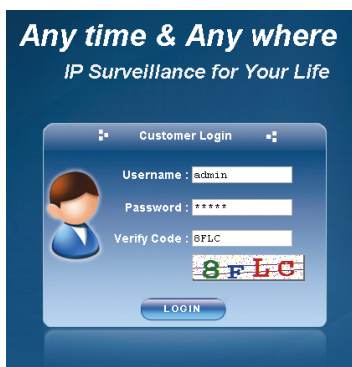 Any time & Any where
IP Surveillance for Your Life
Customer Login
Username : admin
Password : *****
Verify Code : 8FLC
8FLC
LOGIN